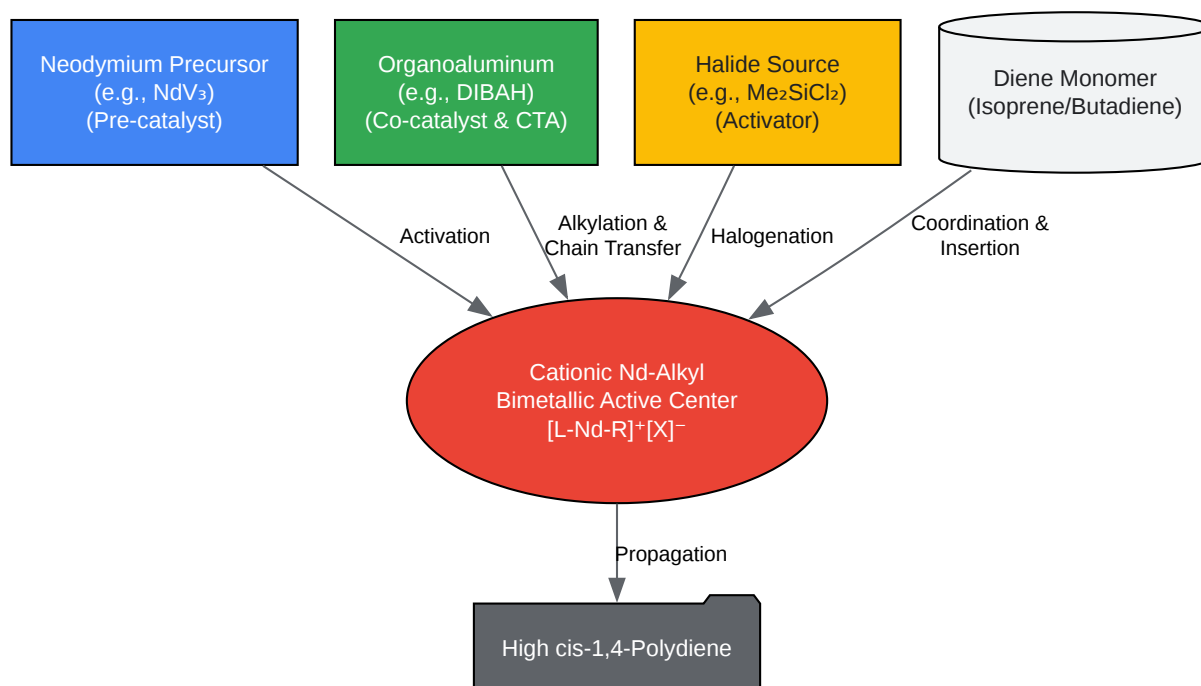 Neodymium Precursor
(e.g., NdV₃)
(Pre-catalyst)
Organoaluminum
(e.g., DIBAH)
(Co-catalyst & CTA)
Halide Source
(e.g., Me₂SiCl₂)
(Activator)
Diene Monomer
(Isoprene/Butadiene)
Activation
Alkylation &
Chain Transfer
Halogenation
Coordination &
Insertion
Cationic Nd-Alkyl
Bimetallic Active Center
[L-Nd-R]⁺[X]⁻
Propagation
High cis-1,4-Polydiene